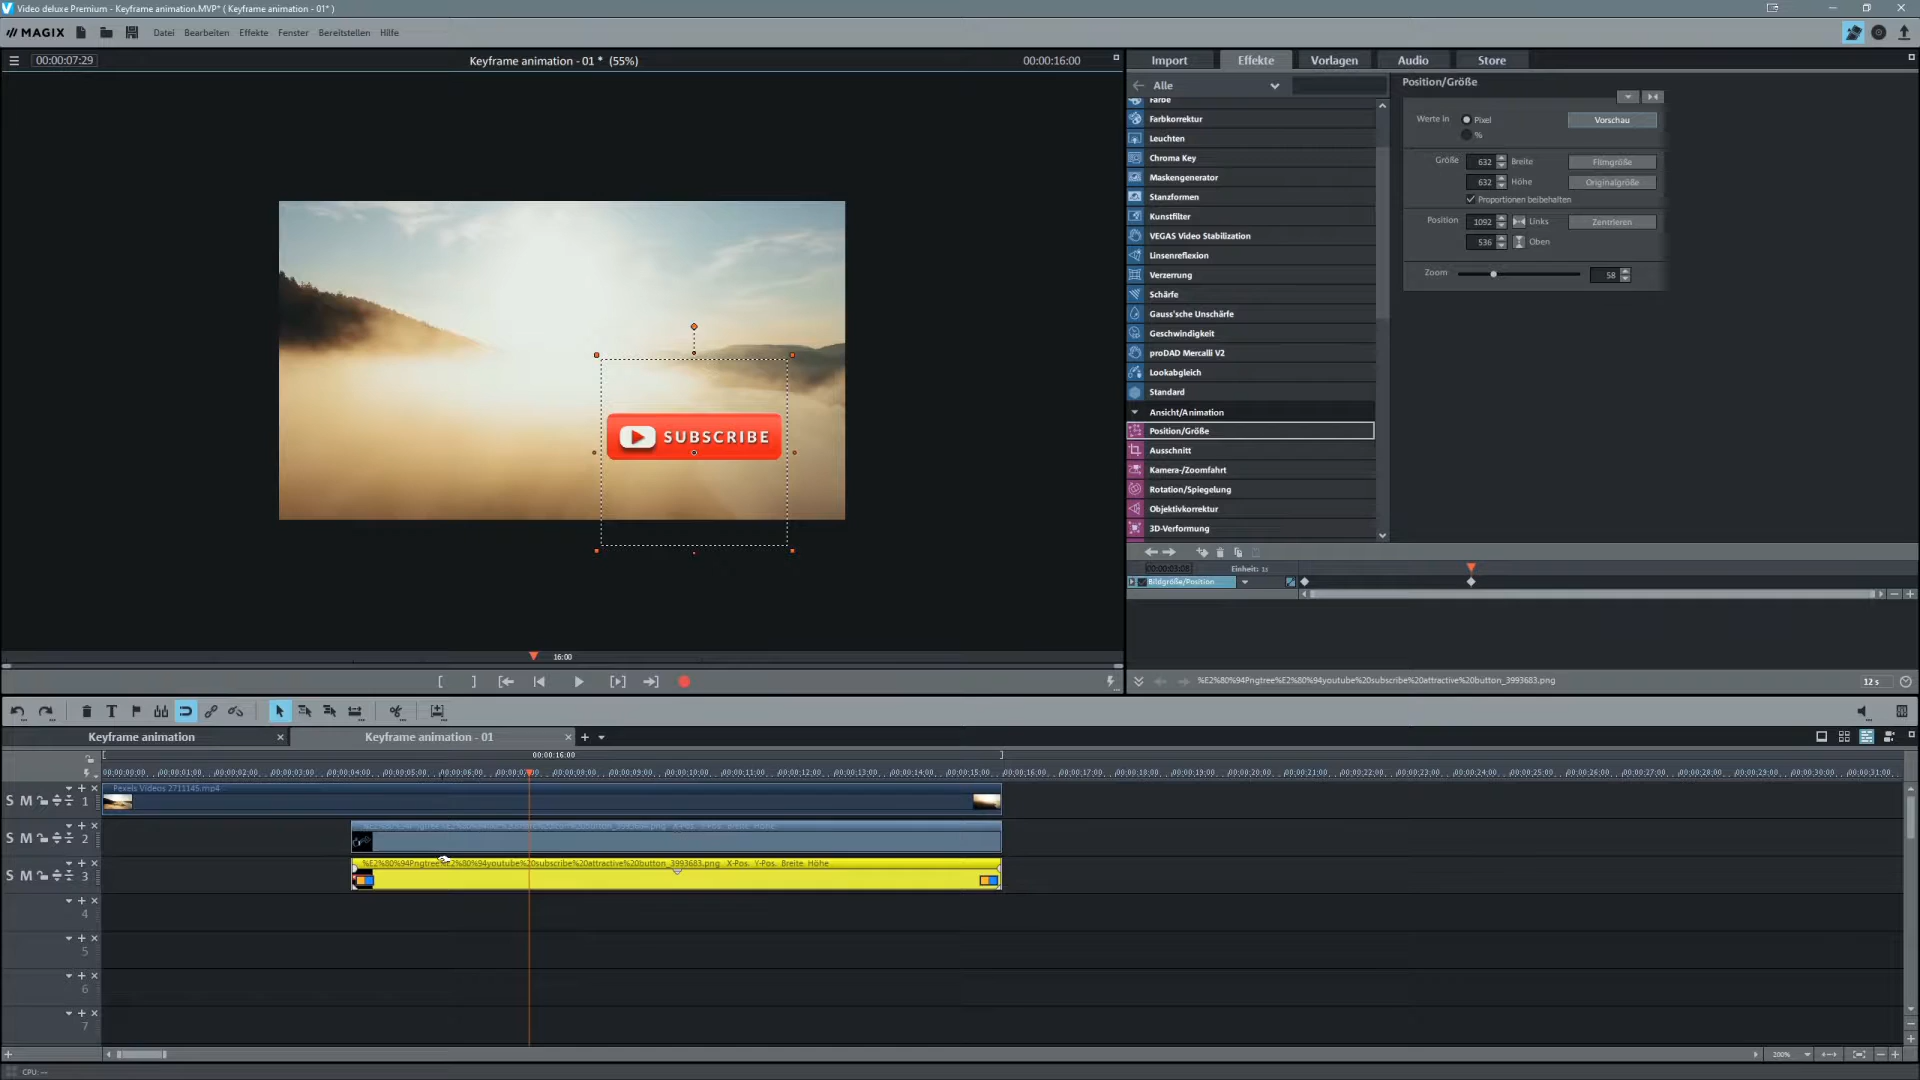 Video deluxe Premium - Keyframe animation.MVP* ( Keyframe animation - 01* )
MAGIX Datei Bearbeiten Effekte Fenster Bereitstellen Hilfe
00:00:07:29 Keyframe animation - 01 * (55%) 00:00:16:00
Import Effekte Vorlagen Audio Store
Alle
Farbe
Farbkorrektur
Leuchten
Chroma Key
Maskengenerator
Stanzformen
Kunstfilter
VEGAS Video Stabilization
Linsenreflexion
Verzerrung
Schärfe
Gauss'sche Unschärfe
Geschwindigkeit
proDAD Mercalli V2
Lookabgleich
Standard
Ansicht/Animation
Position/Größe
Ausschnitt
Kamera-/Zoomfahrt
Rotation/Spiegelung
Objektivkorrektur
3D-Verformung
Position/Größe
Werte in Pixel Vorschau
%
Größe 632 Breite Filmgröße
632 Höhe Originalgröße
Proportionen beibehalten
Position 1092 Links Zentrieren
536 Oben
Zoom 58
SUBSCRIBE
00:00:03:08 Einheit: 1s
Bildgröße/Position
16:00
%E2%80%94Pngtree%E2%80%94youtube%20subscribe%20attractive%20button_3993683.png 12 s
Keyframe animation Keyframe animation - 01
00:00:16:00
00:00:00:00 00:00:01:00 00:00:02:00 00:00:03:00 00:00:04:00 00:00:05:00 00:00:06:00 00:00:08:00 00:00:09:00 00:00:10:00 00:00:11:00 00:00:12:00 00:00:13:00 00:00:14:00 00:00:15:00 00:00:16:00 00:00:17:00 00:00:18:00 00:00:19:00 00:00:20:00 00:00:21:00 00:00:22:00 00:00:23:00 00:00:24:00 00:00:25:00 00:00:26:00 00:00:27:00 00:00:28:00 00:00:29:00 00:00:30:00 00:00:31:00
Pexels Videos 2711145.mp4
S M 1
S M 2
%E2%80%94Pngtree%E2%80%94youtube%20subscribe%20attractive%20button_3993683.png X-Pos. Y-Pos. Breite Höhe
S M 3
4
5
6
7
200%
CPU: --